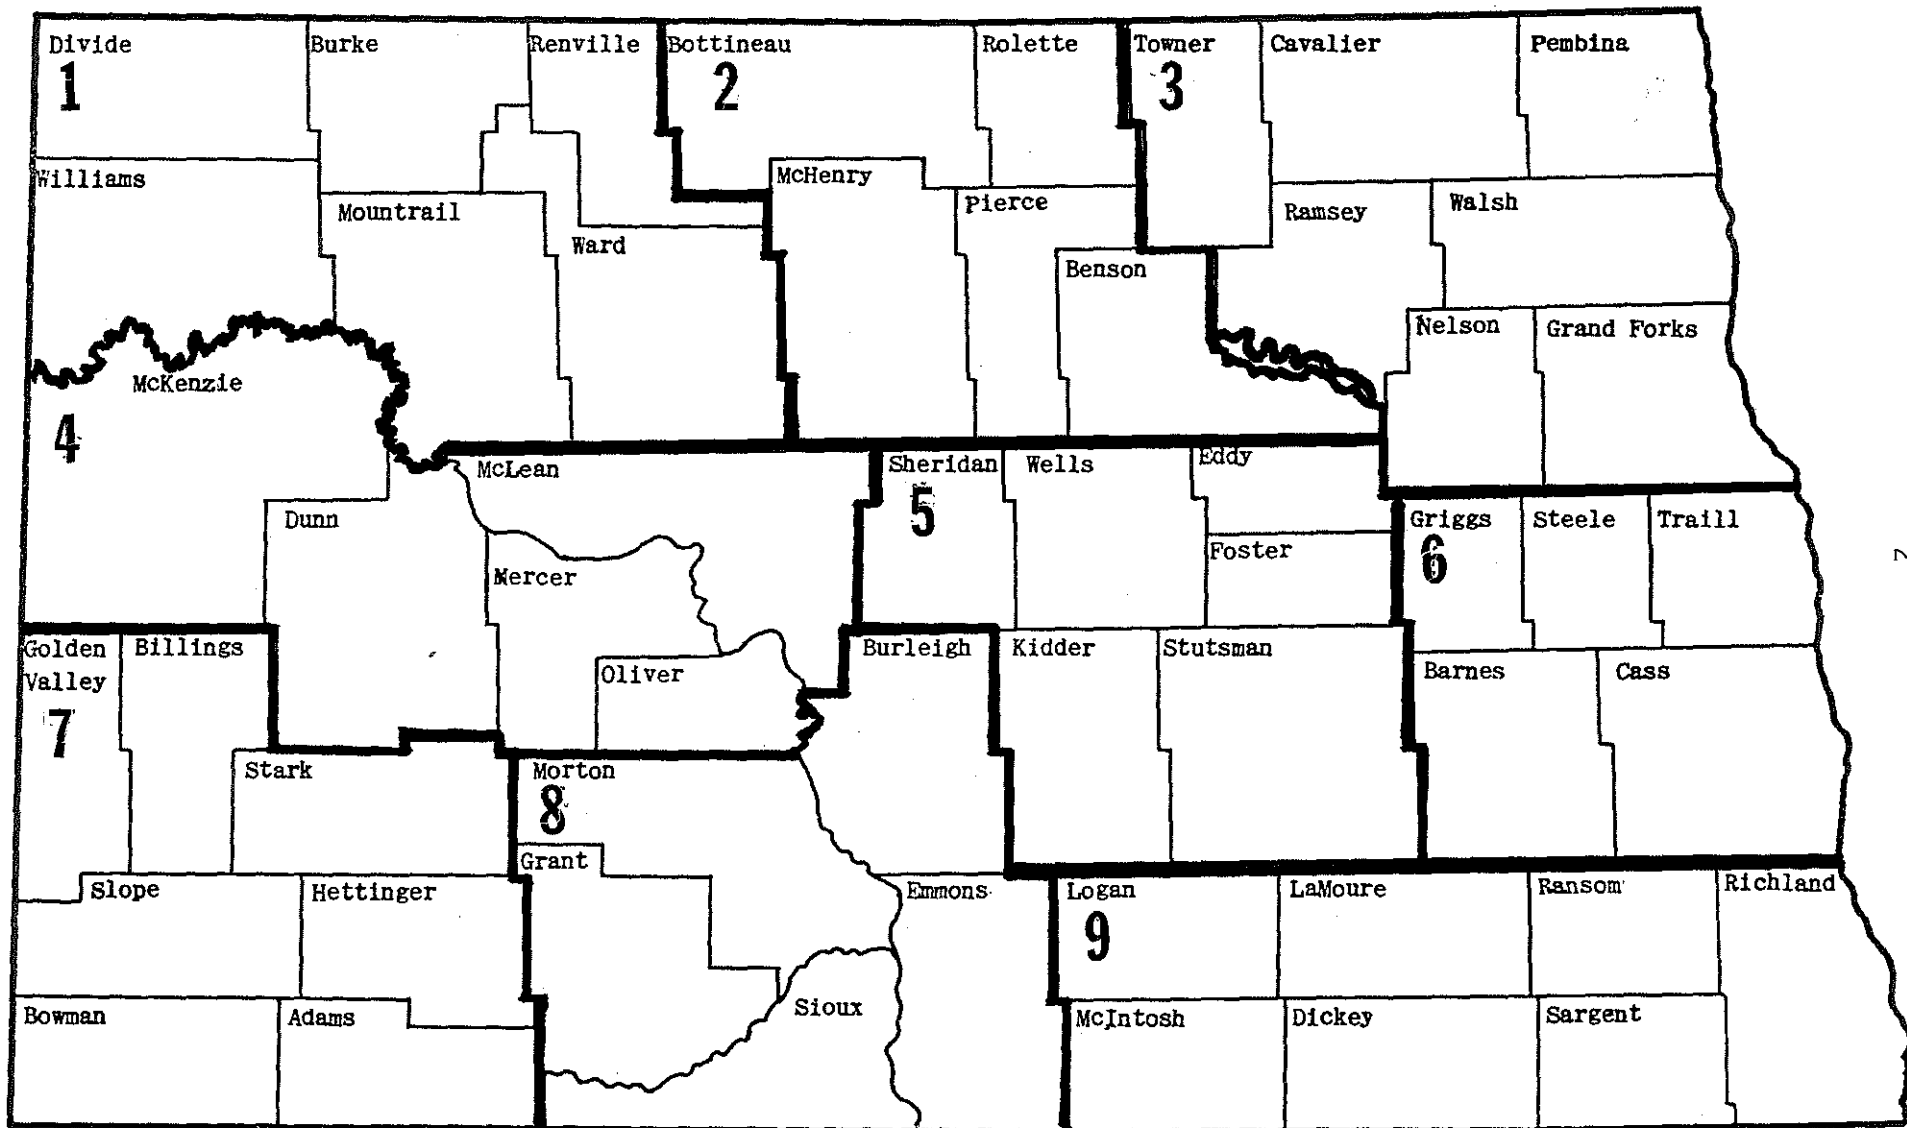 Divide
1
Burke
Renville
Bottineau
2
Rolette
Towner
3
Cavalier
Pembina
Williams
Mountrail
Ward
McHenry
Pierce
Benson
Ramsey
Walsh
Nelson
Grand Forks
McKenzie
4
Dunn
McLean
Mercer
Oliver
Sheridan
5
Wells
Eddy
Foster
Kidder
Stutsman
Griggs
6
Steele
Traill
Barnes
Cass
Golden
Valley
7
Billings
Stark
Slope
Hettinger
Bowman
Adams
Burleigh
Morton
8
Grant
Emmons
Sioux
Logan
9
LaMoure
Ransom
Richland
McIntosh
Dickey
Sargent